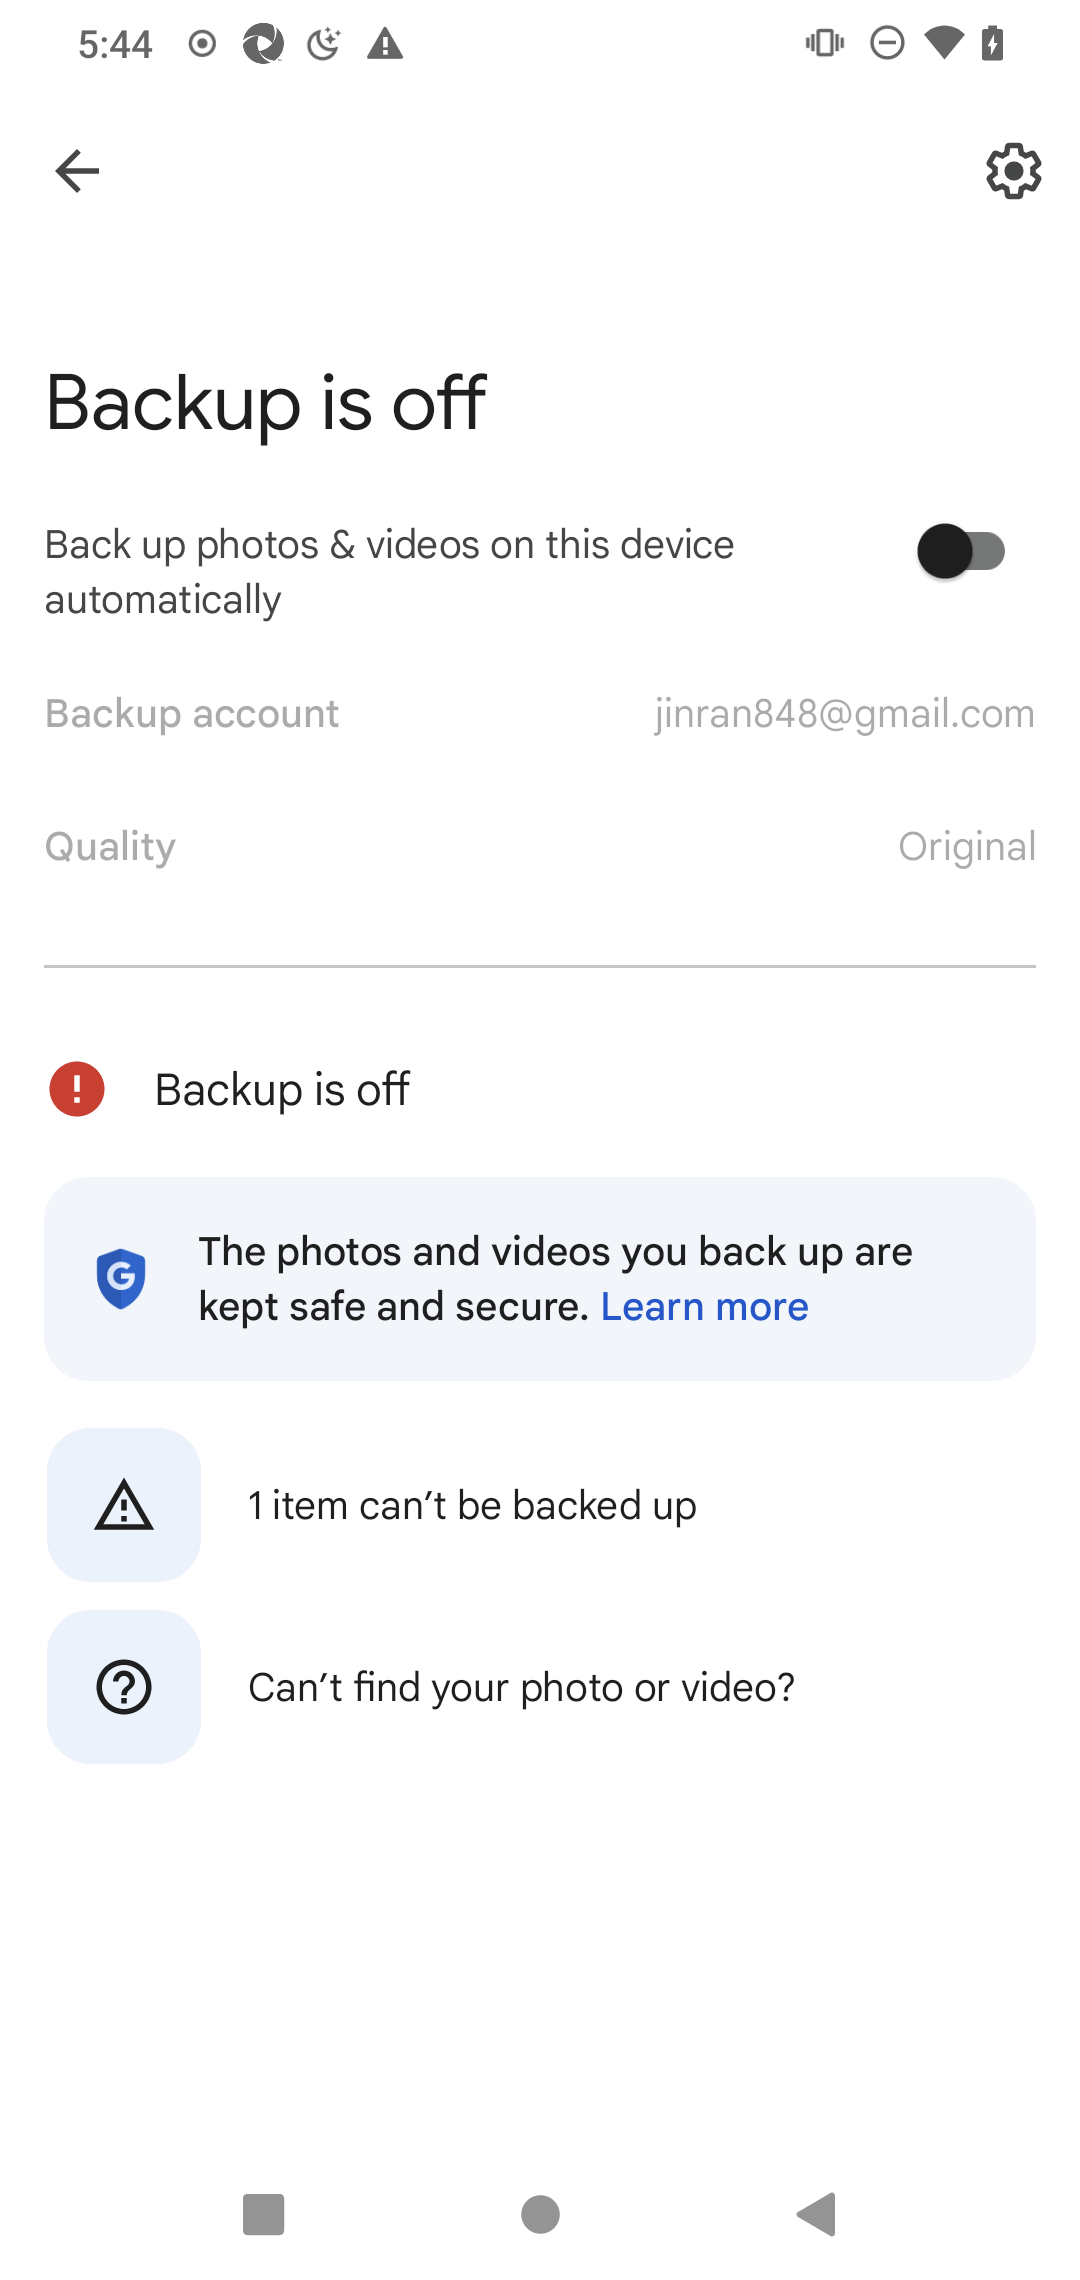 5:44
Backup is off
Back up photos & videos on this device
automatically
Backup account
jinran848@gmail.com
Quality
Original
Backup is off
The photos and videos you back up are
kept safe and secure. Learn more
1 item can’t be backed up
Can’t find your photo or video?